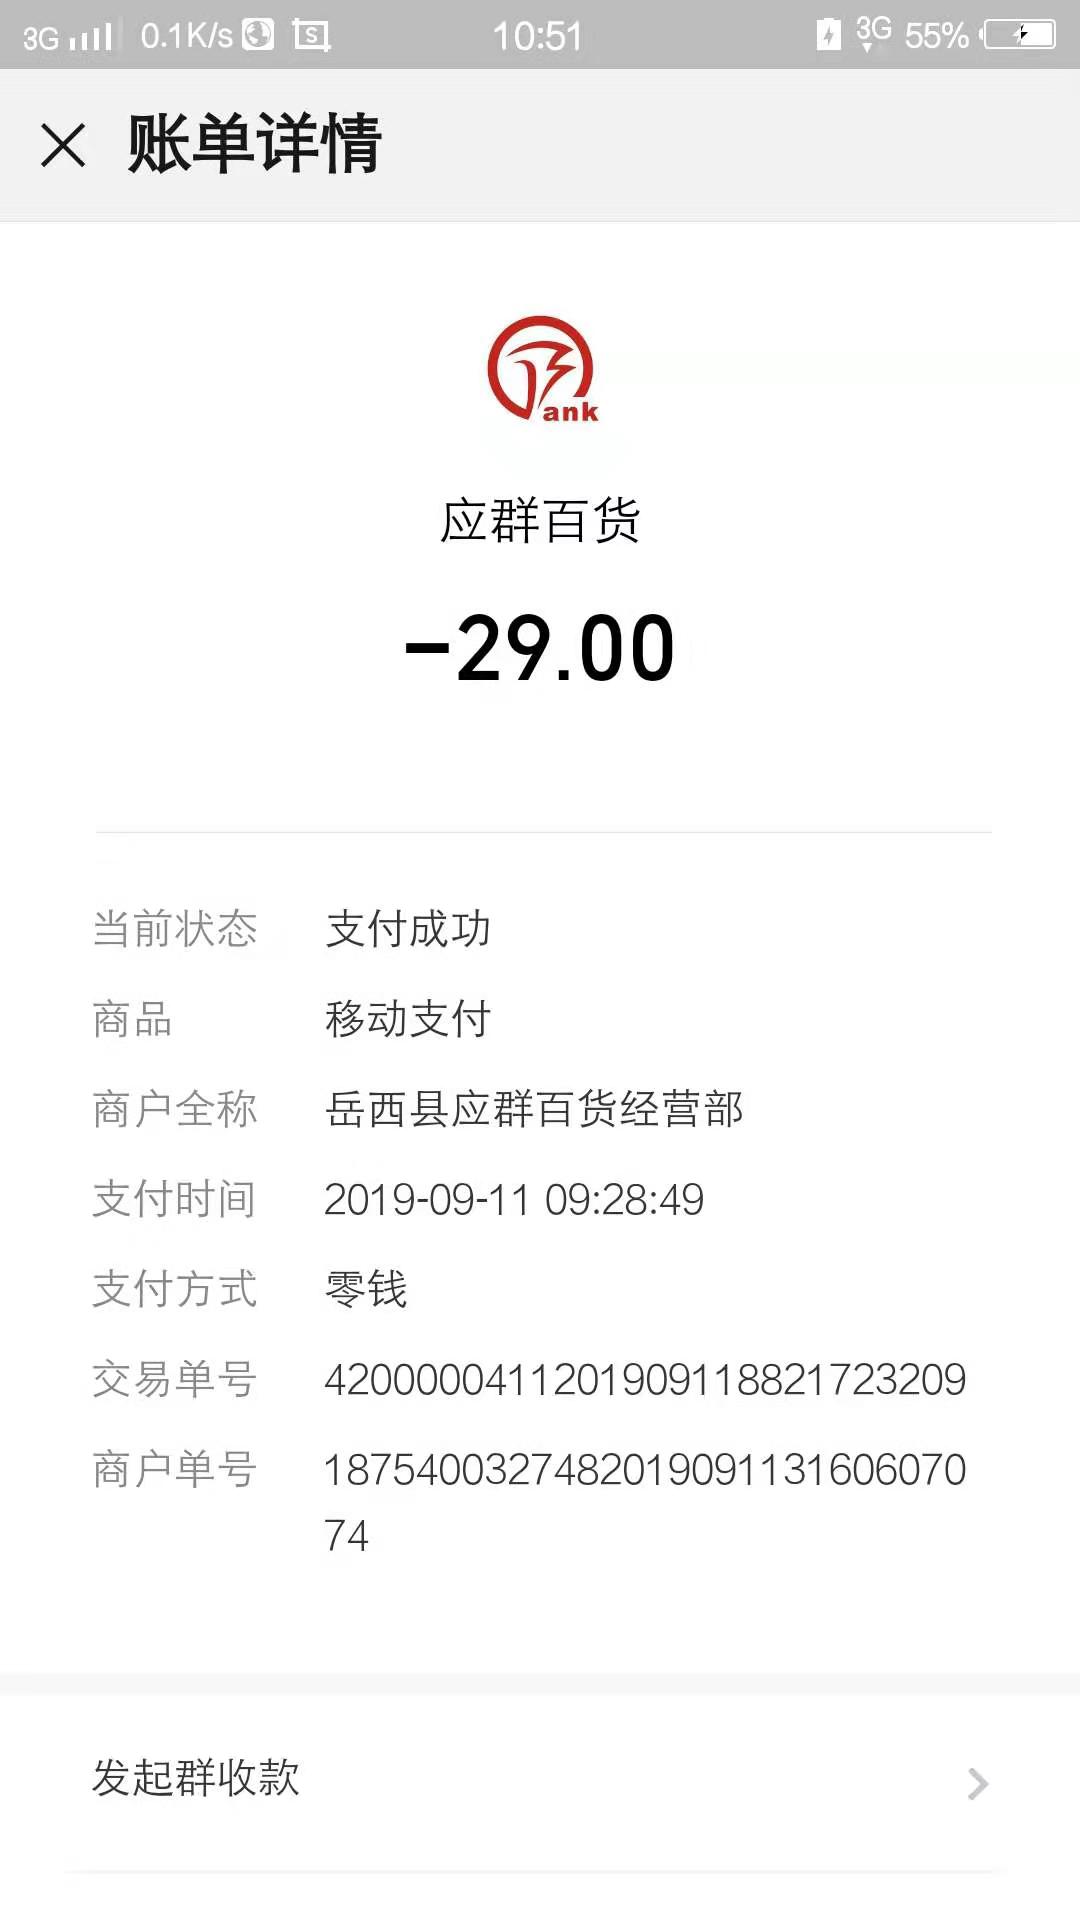 3G 0.1K/s 10:51 3G 55%
账单详情
ank
应群百货
-29.00
当前状态 支付成功
商品 移动支付
商户全称 岳西县应群百货经营部
支付时间 2019-09-11 09:28:49
支付方式 零钱
交易单号 4200000411201909118821723209
商户单号 1875400327482019091131606070
74
发起群收款